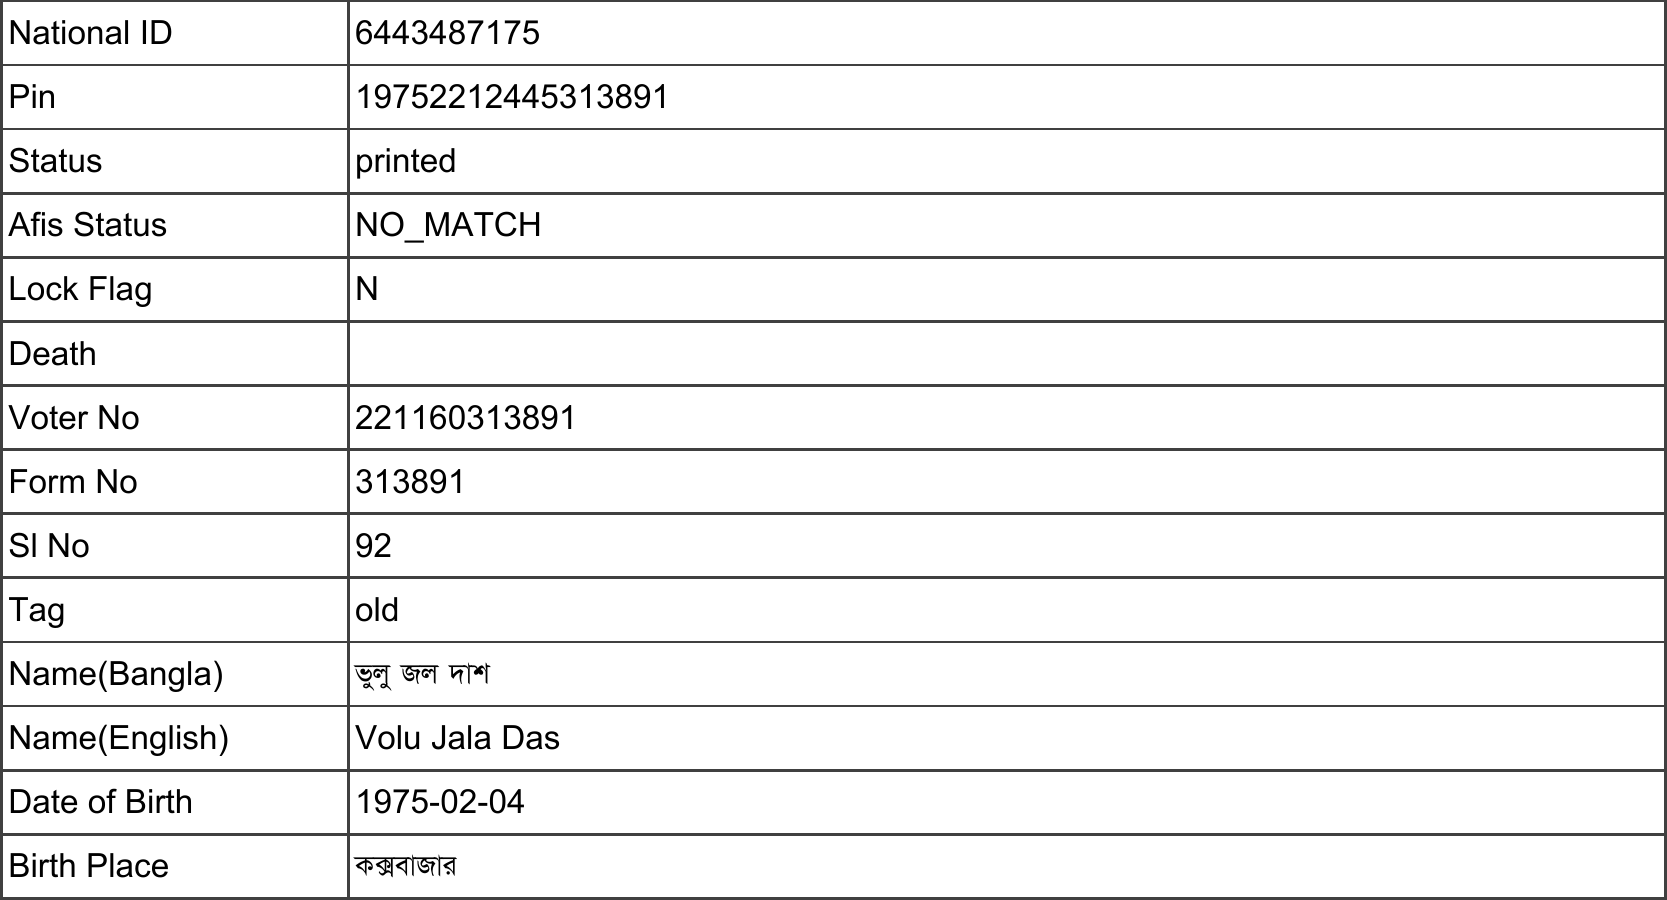 National ID 6443487175
Pin 19752212445313891
Status printed
Afis Status NO_MATCH
Lock Flag N
Death
Voter No 221160313891
Form No 313891
Sl No 92
Tag old
Name(Bangla) ভুলু জল দাশ
Name(English) Volu Jala Das
Date of Birth 1975-02-04
Birth Place কক্সবাজার